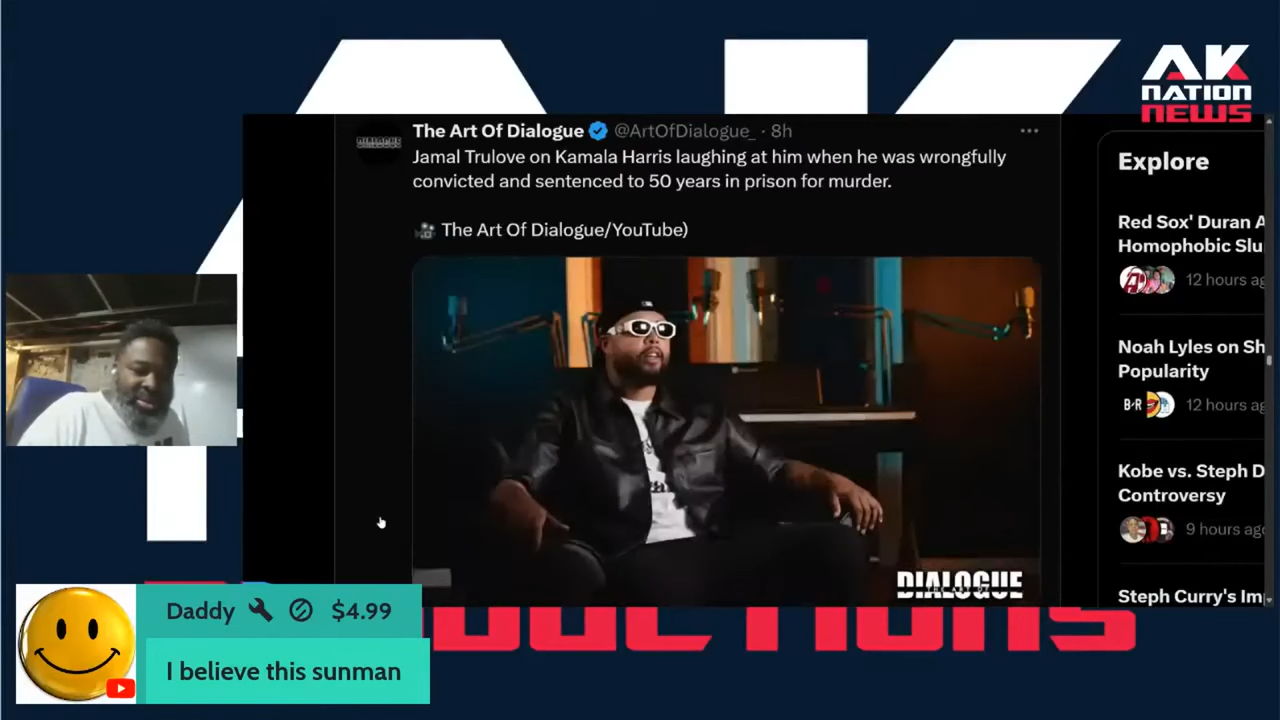 AK
NATION
NEWS
DIALOGUE
The Art Of Dialogue @ArtOfDialogue_ · 8h
Jamal Trulove on Kamala Harris laughing at him when he was wrongfully
convicted and sentenced to 50 years in prison for murder.
The Art Of Dialogue/YouTube)
Explore
Red Sox' Duran A
Homophobic Slu
12 hours ag
Noah Lyles on Sh
Popularity
B/R
12 hours ag
Kobe vs. Steph D
Controversy
9 hours ago
Steph Curry's Im
DIALOGUE
Daddy $4.99
I believe this sunman